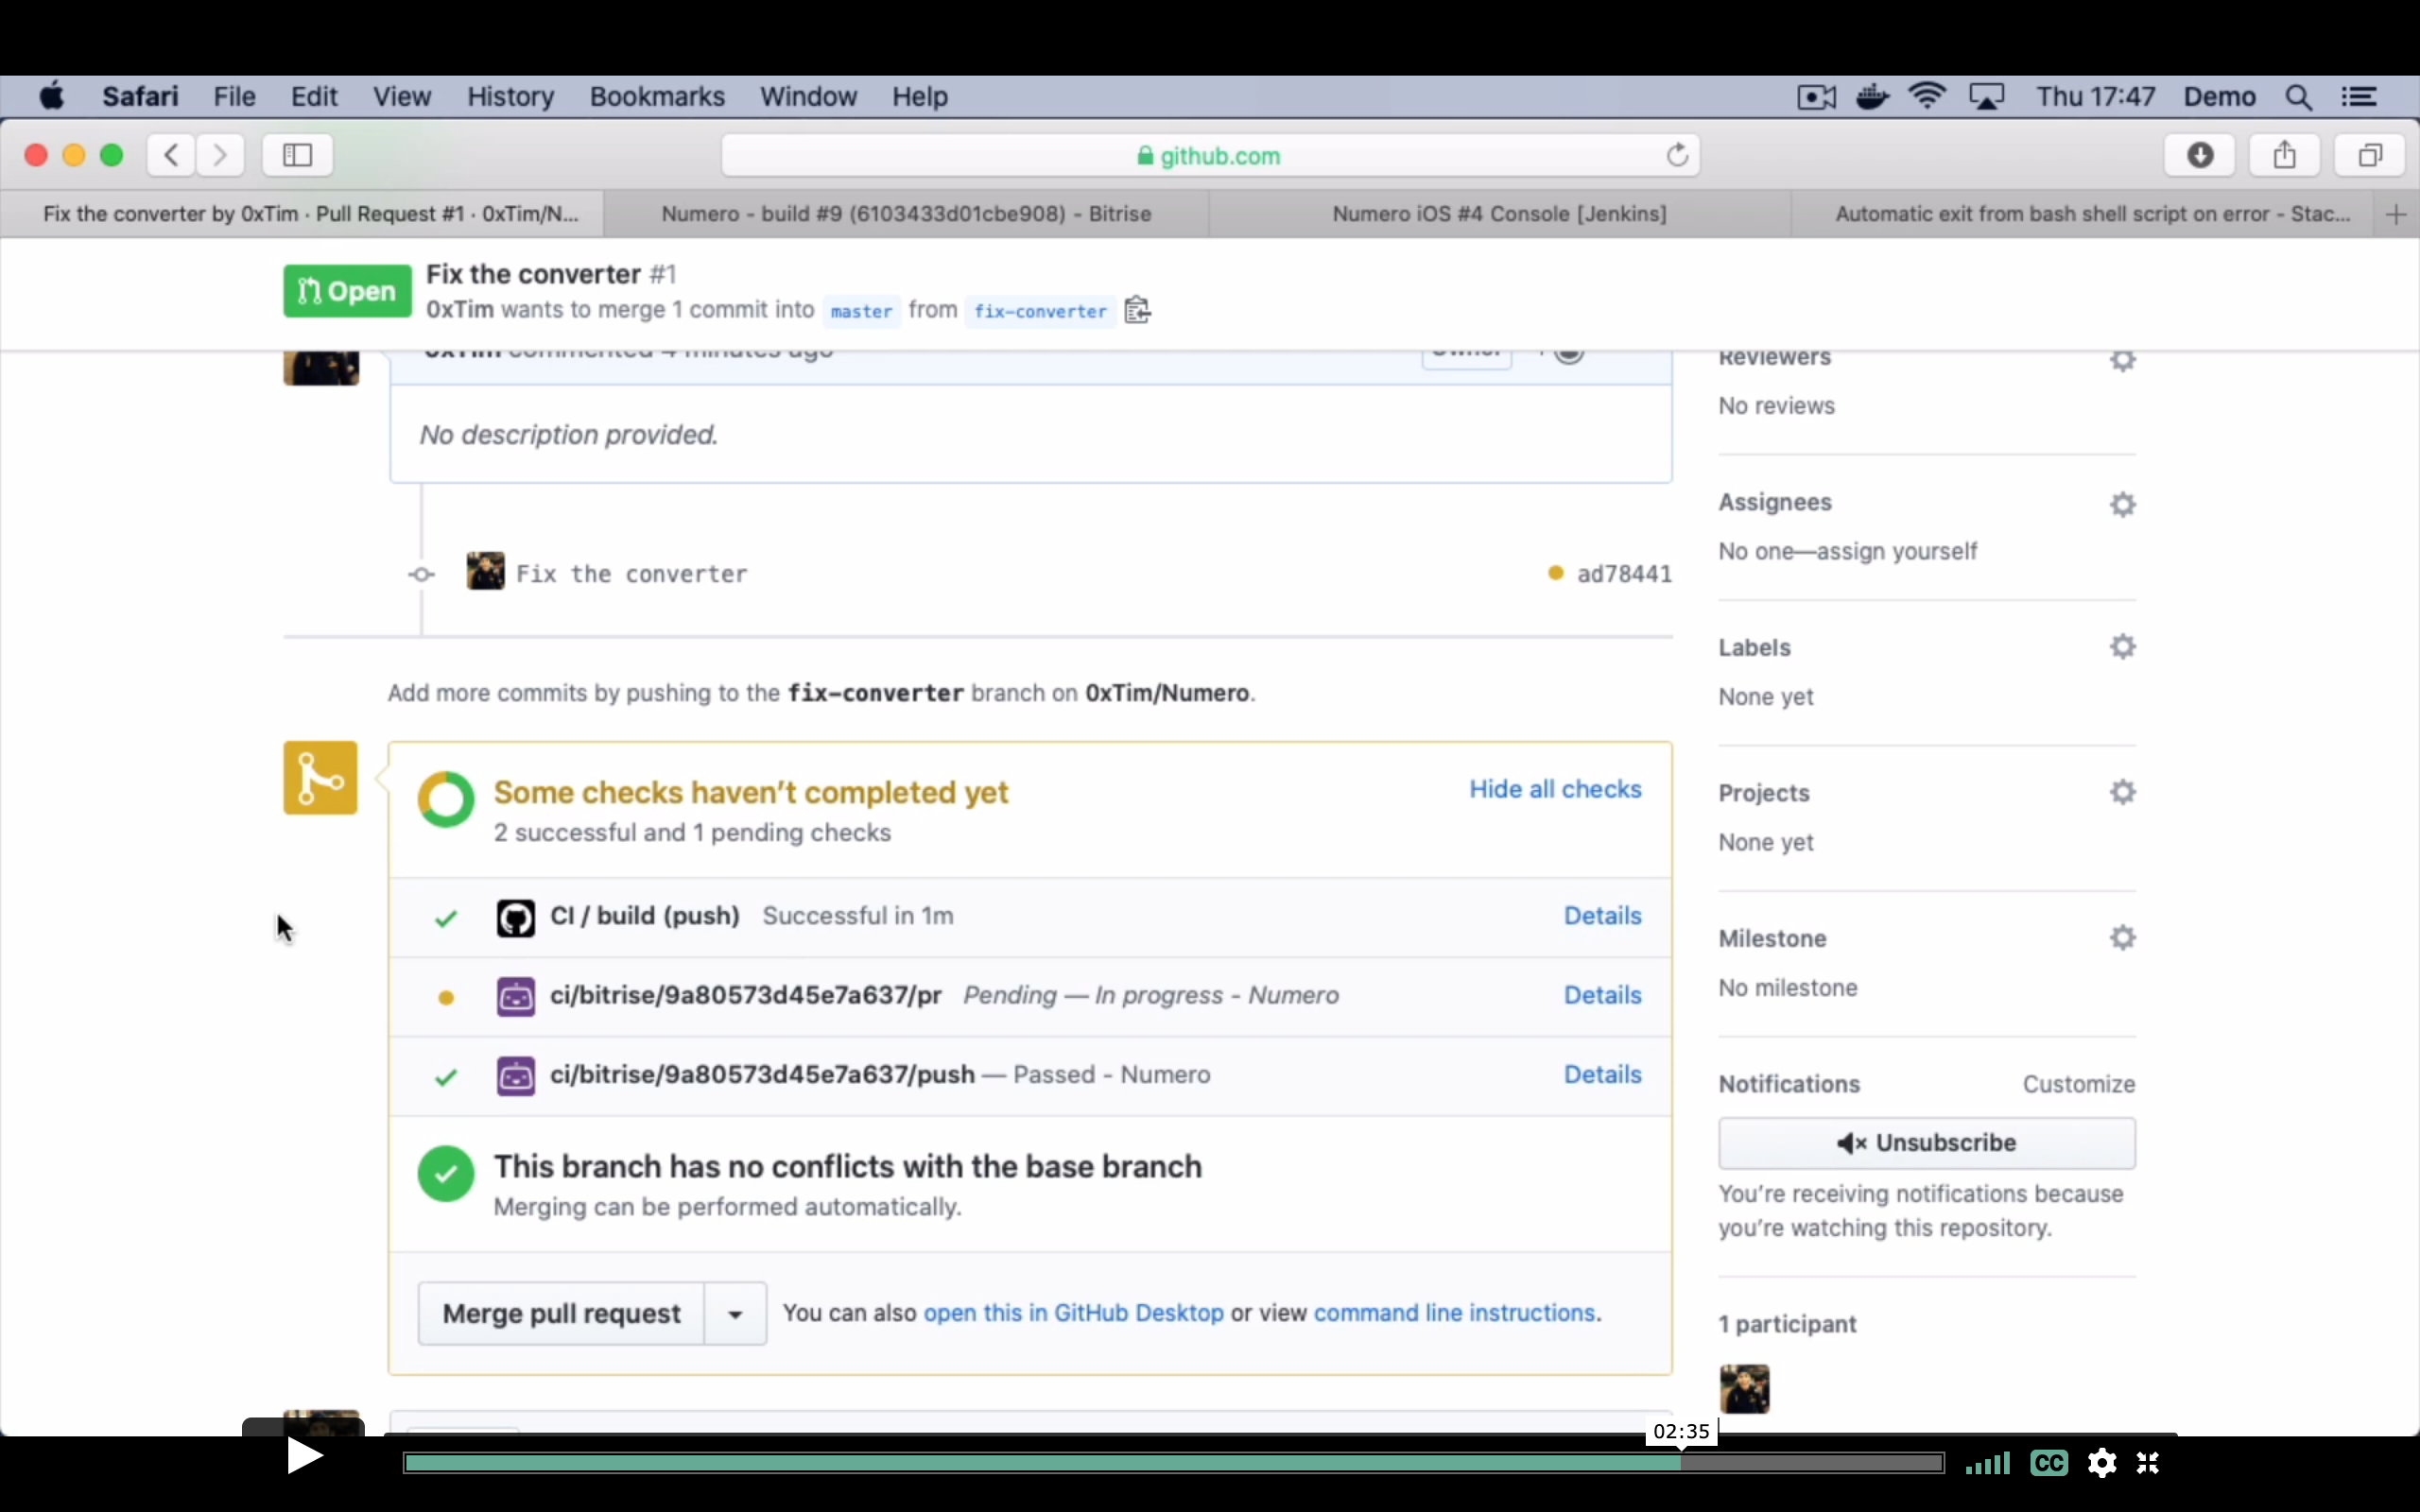 Safari File Edit View History Bookmarks Window Help Thu 17:47 Demo
github.com
Fix the converter by 0xTim · Pull Request #1 · 0xTim/N... Numero - build #9 (6103433d01cbe908) - Bitrise Numero iOS #4 Console [Jenkins] Automatic exit from bash shell script on error - Stac...
Open
Fix the converter #1
0xTim wants to merge 1 commit into master from fix-converter
0xTim commented 4 minutes ago Owner
Reviewers
No reviews
No description provided.
Assignees
No one—assign yourself
Fix the converter ad78441
Labels
None yet
Add more commits by pushing to the fix-converter branch on 0xTim/Numero.
Some checks haven't completed yet
2 successful and 1 pending checks
Hide all checks
Projects
None yet
CI / build (push) Successful in 1m Details
ci/bitrise/9a80573d45e7a637/pr Pending — In progress - Numero Details
ci/bitrise/9a80573d45e7a637/push — Passed - Numero Details
Milestone
No milestone
Notifications Customize
Unsubscribe
You're receiving notifications because
you're watching this repository.
This branch has no conflicts with the base branch
Merging can be performed automatically.
Merge pull request
You can also open this in GitHub Desktop or view command line instructions.
1 participant
02:35
CC